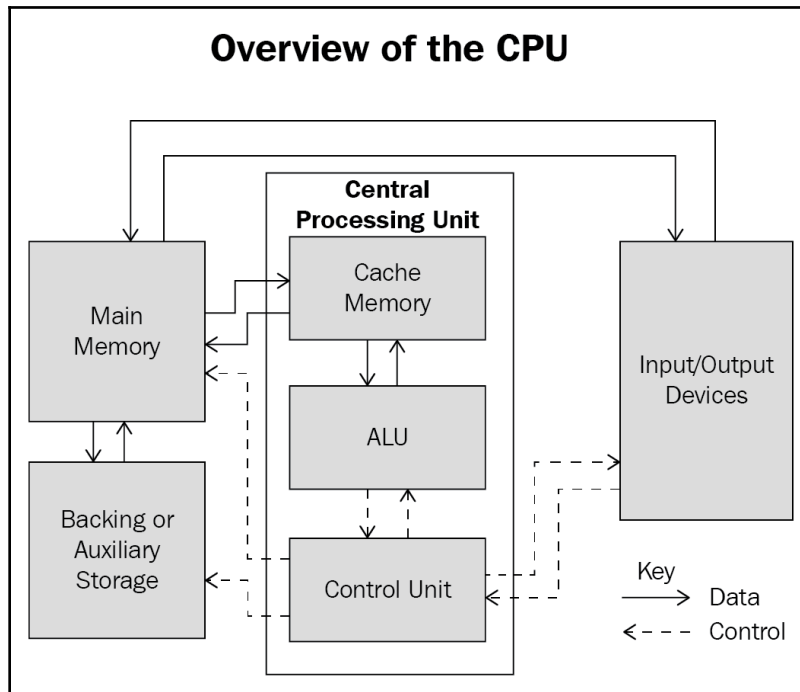 Overview of the CPU
Central
Processing Unit
Main
Memory
Cache
Memory
Input/Output
Devices
ALU
Backing or
Auxiliary
Storage
Control Unit
Key
Data
Control